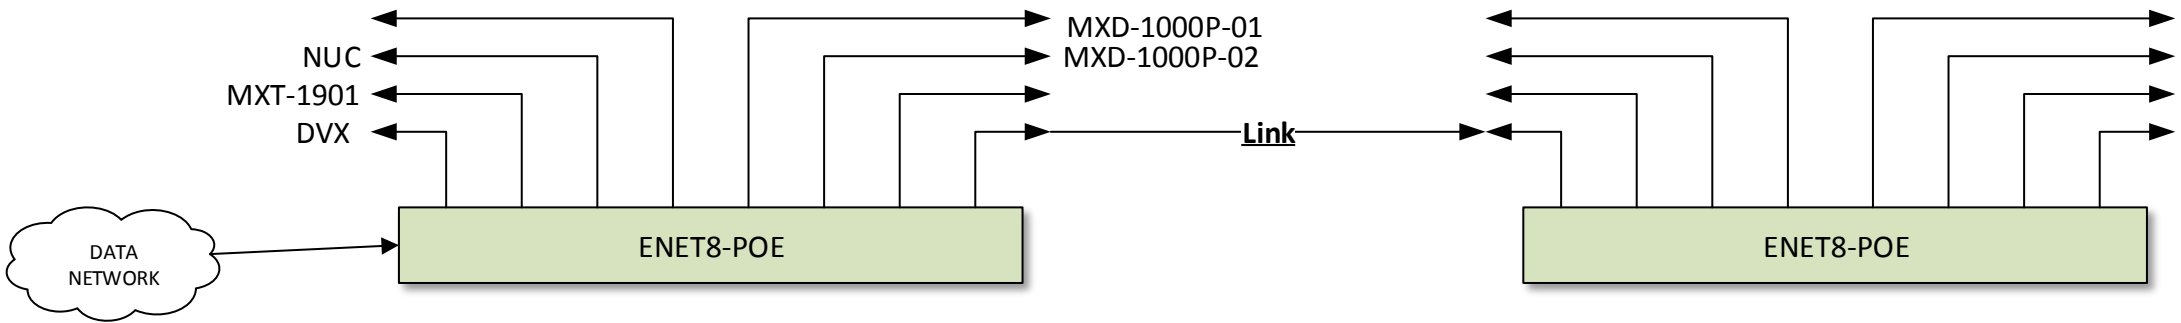 MXD-1000P-01
NUC
MXD-1000P-02
MXT-1901
DVX
Link
DATA
NETWORK
ENET8-POE
ENET8-POE